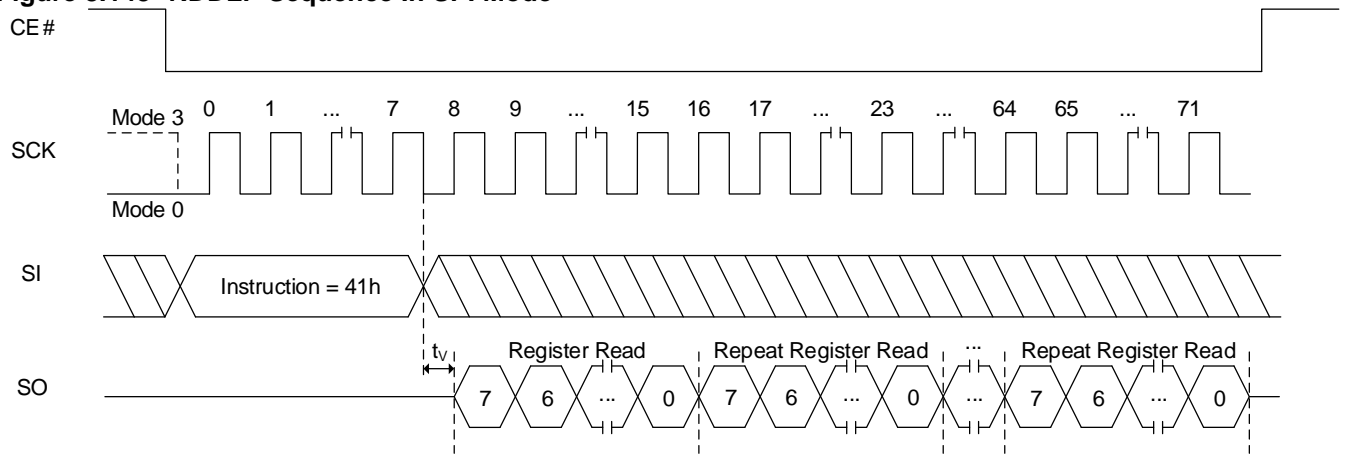 CE#
Mode 3
0 1 ... 7 8 9 ... 15 16 17 ... 23 ... 64 65 ... 71
SCK
Mode 0
SI
Instruction = 41h
tV
Register Read
Repeat Register Read
...
Repeat Register Read
SO
7 6 ... 0 7 6 ... 0 ... 7 6 ... 0